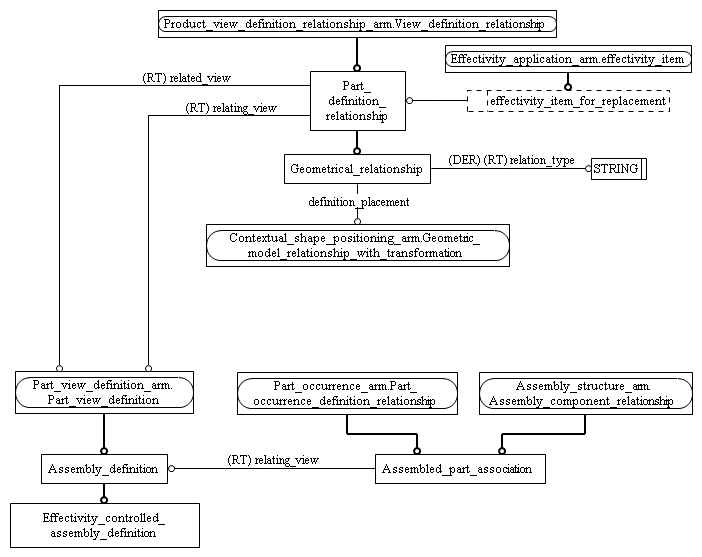 Product_view_definition_relationship_arm.View_definition_relationship
Effectivity_application_arm.effectivity_item
(RT) related_view
Part_
definition_
relationship
effectivity_item_for_replacement
(RT) relating_view
Geometrical_relationship
(DER) (RT) relation_type
STRING
definition_placement
Contextual_shape_positioning_arm.Geometric_
model_relationship_with_transformation
Part_view_definition_arm.
Part_view_definition
Part_occurrence_arm.Part_
occurrence_definition_relationship
Assembly_structure_arm.
Assembly_component_relationship
Assembly_definition
(RT) relating_view
Assembled_part_association
Effectivity_controlled_
assembly_definition